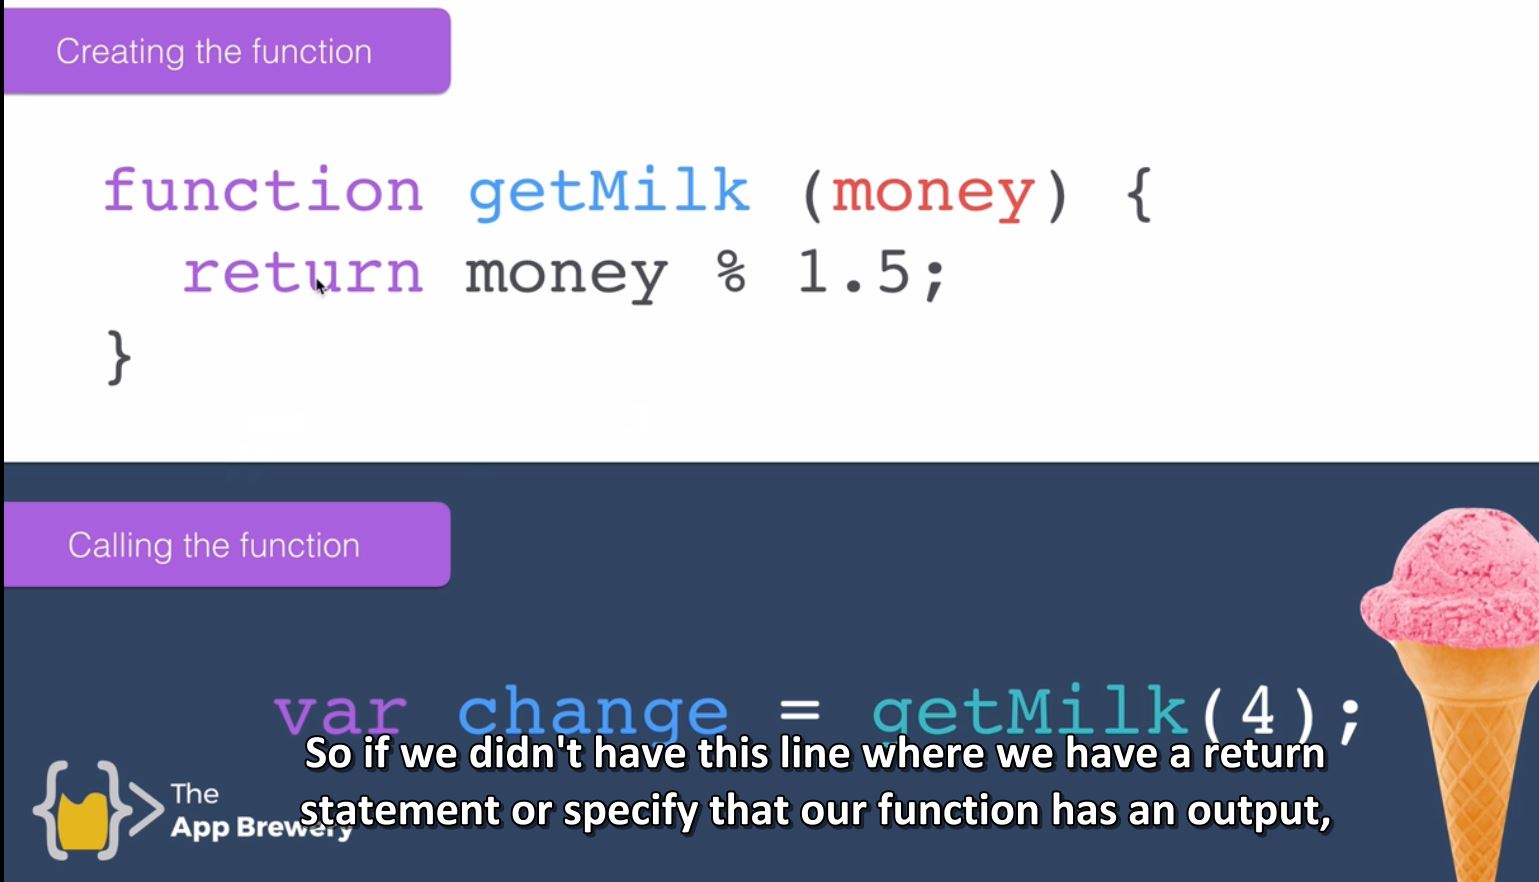 Creating the function
function getMilk (money) {
return money % 1.5;
}
Calling the function
var change = getMilk(4);
So if we didn't have this line where we have a return
statement or specify that our function has an output,
The
App Brewery